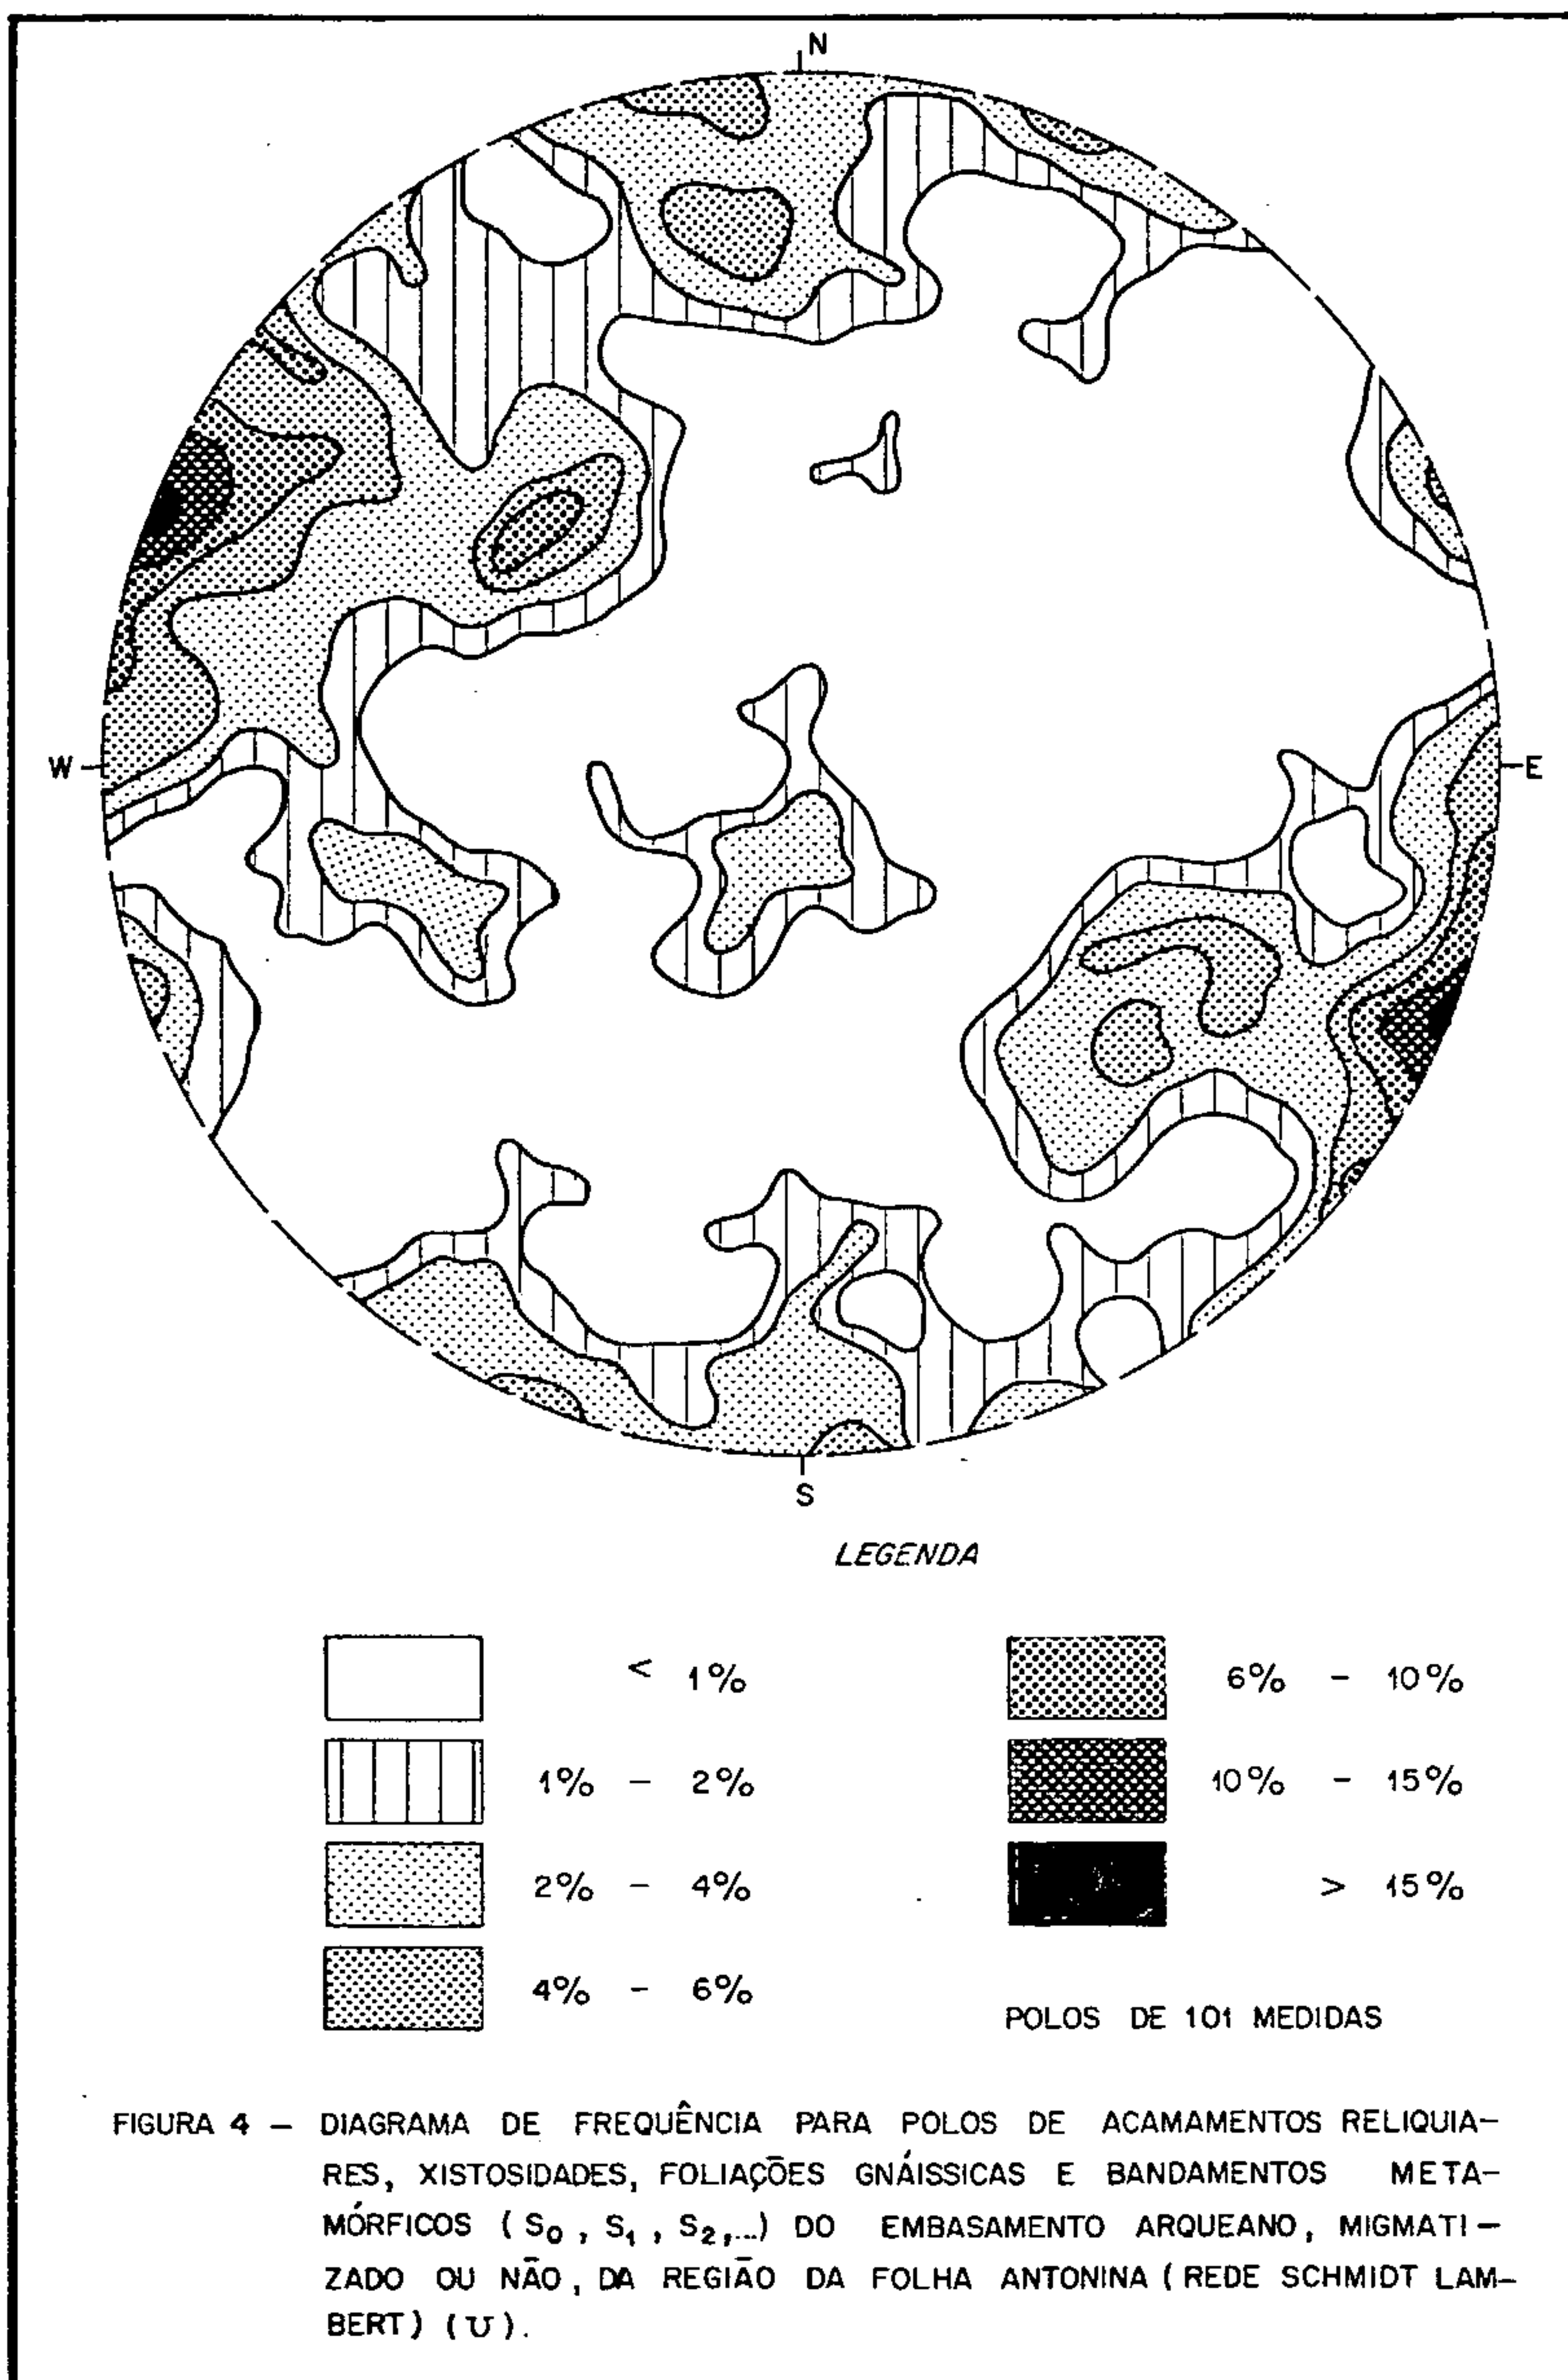 N
W
E
S
LEGENDA
< 1%
1% - 2%
2% - 4%
4% - 6%
6% - 10%
10% - 15%
> 15%
POLOS DE 101 MEDIDAS
FIGURA 4 — DIAGRAMA DE FREQUÊNCIA PARA POLOS DE ACAMAMENTOS RELIQUIA-
RES, XISTOSIDADES, FOLIAÇÕES GNÁISSICAS E BANDAMENTOS META-
MÓRFICOS (S₀, S₁, S₂,...) DO EMBASAMENTO ARQUEANO, MIGMATI-
ZADO OU NÃO, DA REGIÃO DA FOLHA ANTONINA (REDE SCHMIDT LAM-
BERT) (U).